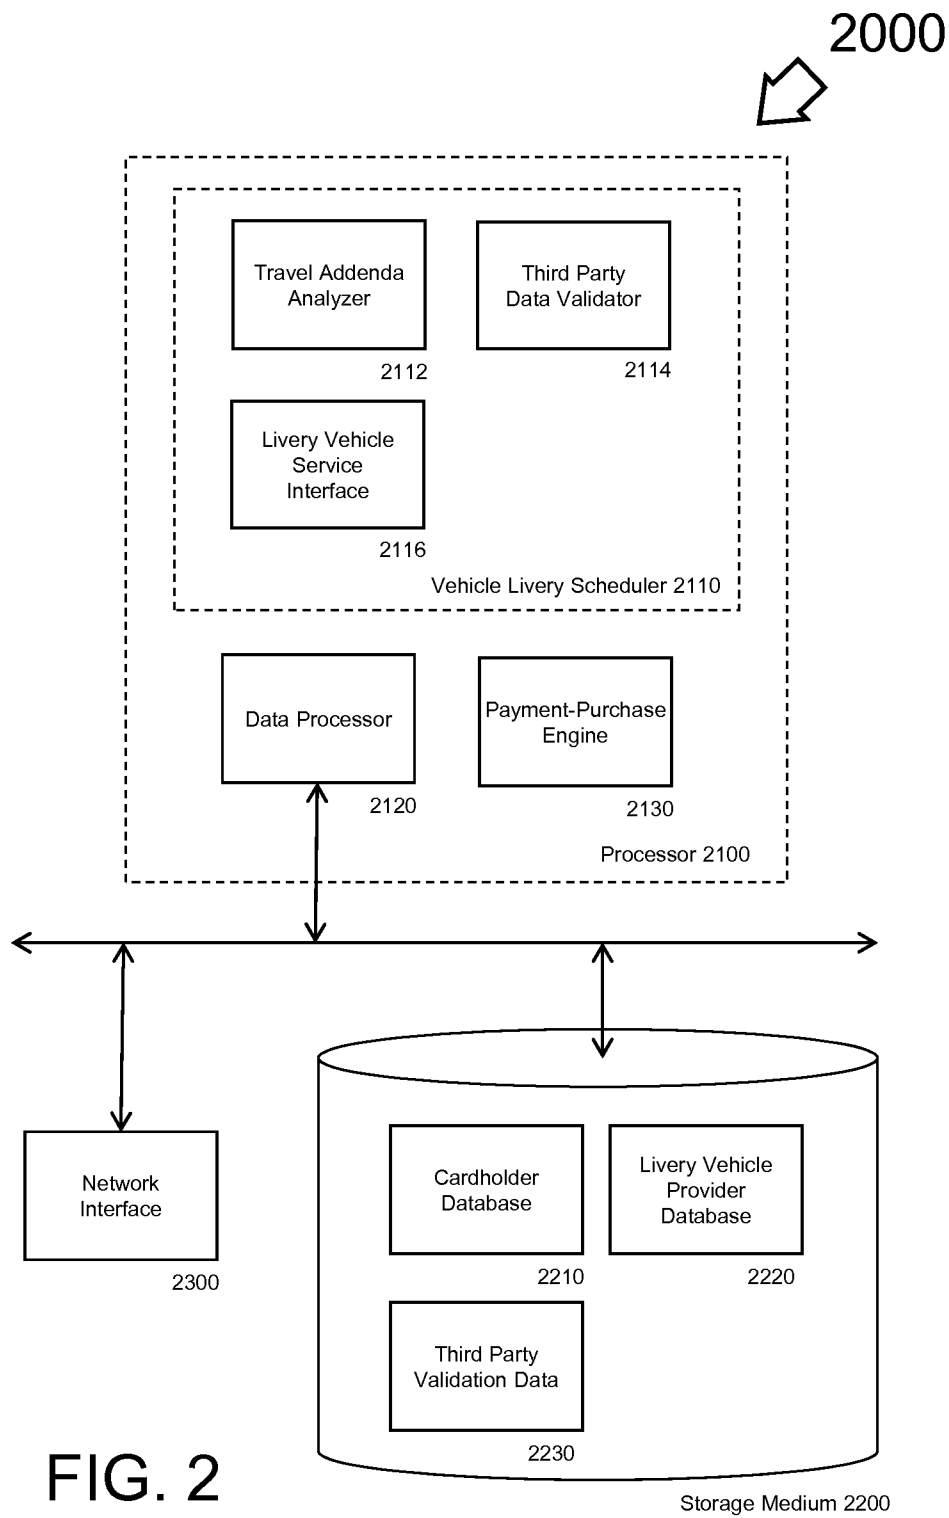 2000
Travel Addenda
Analyzer
2112
Third Party
Data Validator
2114
Livery Vehicle
Service
Interface
2116
Vehicle Livery Scheduler 2110
Data Processor
2120
Payment-Purchase
Engine
2130
Processor 2100
Network
Interface
2300
Cardholder
Database
2210
Livery Vehicle
Provider
Database
2220
Third Party
Validation Data
2230
Storage Medium 2200
FIG. 2